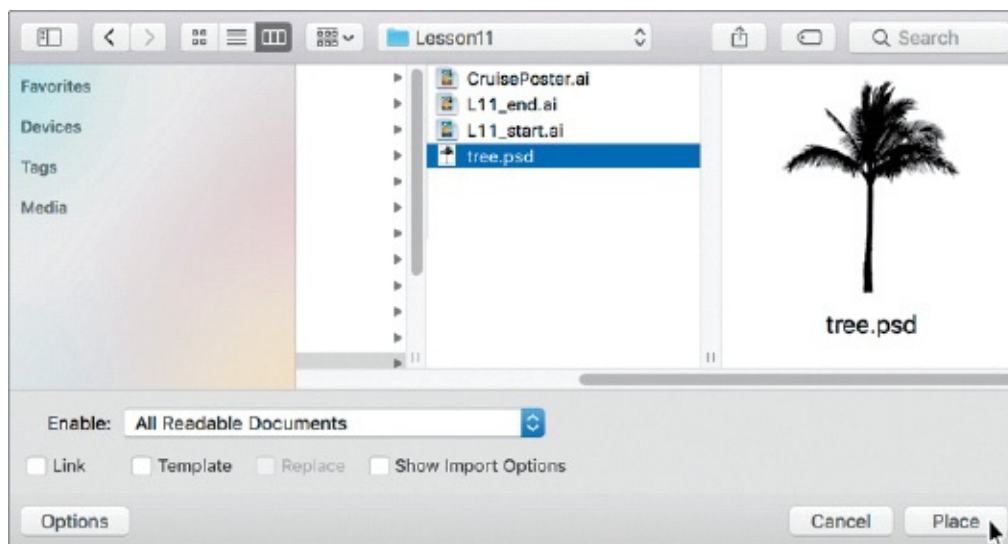 Lesson11
Search
Favorites
Devices
Tags
Media
CruisePoster.ai
L11_end.ai
L11_start.ai
tree.psd
tree.psd
Enable: All Readable Documents
Link Template Replace Show Import Options
Options Cancel Place